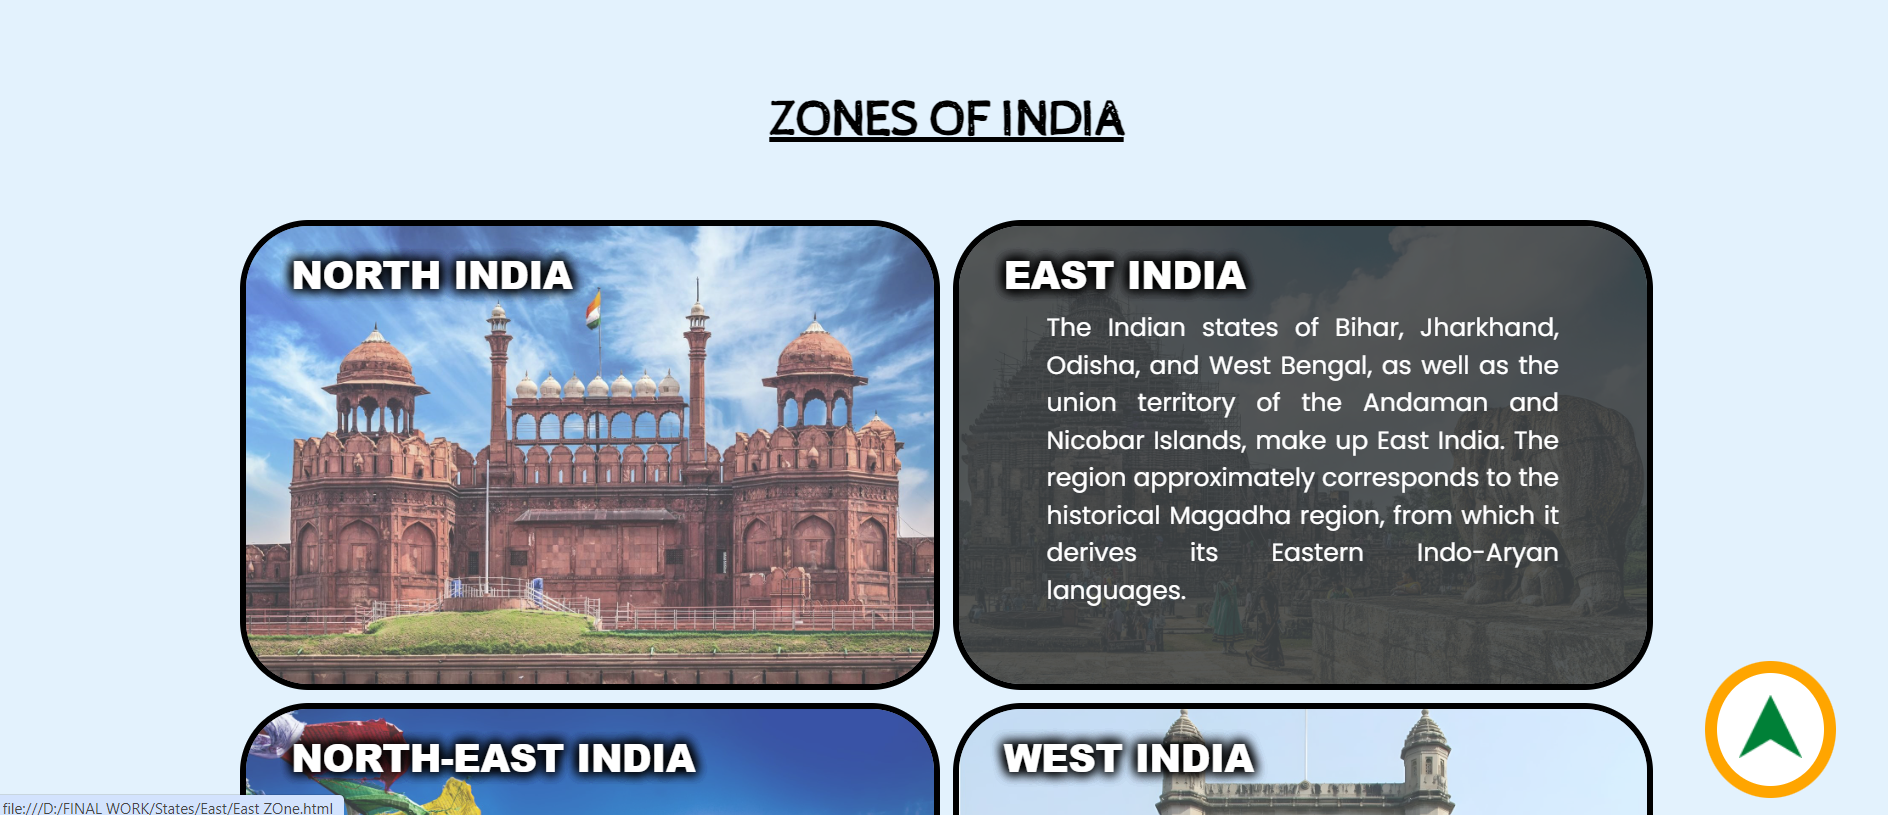 ZONES OF INDIA
NORTH INDIA
EAST INDIA
The Indian states of Bihar, Jharkhand,
Odisha, and West Bengal, as well as the
union territory of the Andaman and
Nicobar Islands, make up East India. The
region approximately corresponds to the
historical Magadha region, from which it
derives its Eastern Indo-Aryan
languages.
NORTH-EAST INDIA
WEST INDIA
file:///D:/FINAL WORK/States/East/East ZOne.html